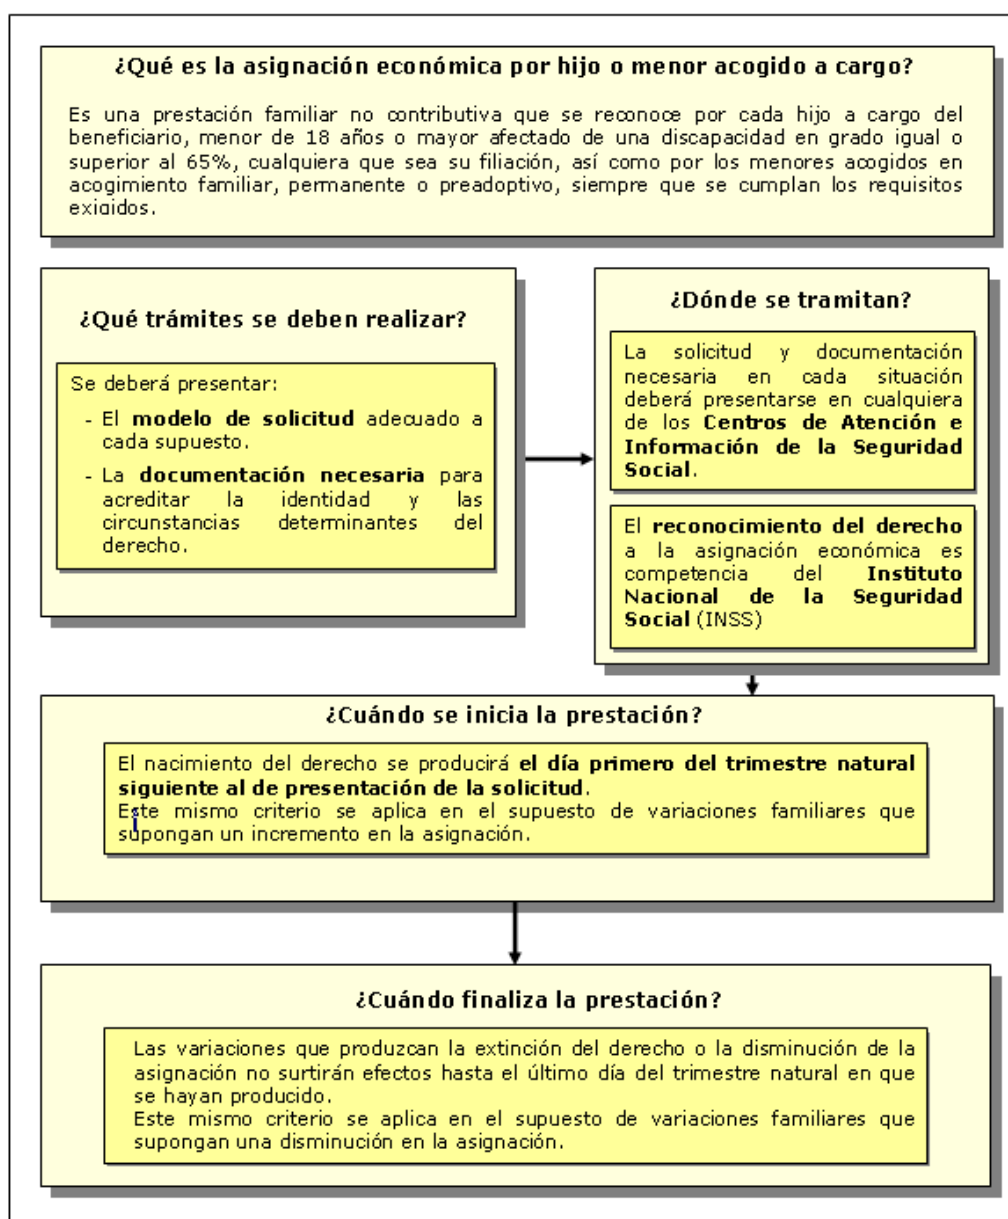 ¿Qué es la asignación económica por hijo o menor acogido a cargo?
Es una prestación familiar no contributiva que se reconoce por cada hijo a cargo del
beneficiario, menor de 18 años o mayor afectado de una discapacidad en grado igual o
superior al 65%, cualquiera que sea su filiación, así como por los menores acogidos en
acogimiento familiar, permanente o preadoptivo, siempre que se cumplan los requisitos
exigidos.
¿Qué trámites se deben realizar?
Se deberá presentar:
- El modelo de solicitud adecuado a
cada supuesto.
- La documentación necesaria para
acreditar la identidad y las
circunstancias determinantes del
derecho.
¿Dónde se tramitan?
La solicitud y documentación
necesaria en cada situación
deberá presentarse en cualquiera
de los Centros de Atención e
Información de la Seguridad
Social.
El reconocimiento del derecho
a la asignación económica es
competencia del Instituto
Nacional de la Seguridad
Social (INSS)
¿Cuándo se inicia la prestación?
El nacimiento del derecho se producirá el día primero del trimestre natural
siguiente al de presentación de la solicitud.
Este mismo criterio se aplica en el supuesto de variaciones familiares que
supongan un incremento en la asignación.
¿Cuándo finaliza la prestación?
Las variaciones que produzcan la extinción del derecho o la disminución de la
asignación no surtirán efectos hasta el último día del trimestre natural en que
se hayan producido.
Este mismo criterio se aplica en el supuesto de variaciones familiares que
supongan una disminución en la asignación.